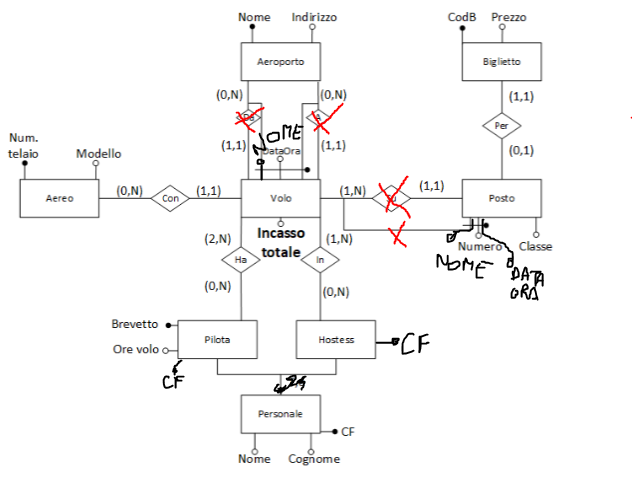 Nome
Indirizzo
CodB
Prezzo
Aeroporto
Biglietto
(0,N)
(0,N)
(1,1)
Da
A
NOME
Per
(1,1)
DataOra
(1,1)
(0,1)
Num.
telaio
Modello
Aereo
(0,N)
Con
(1,1)
Volo
(1,N)
(1,1)
Posto
Incasso
totale
Numero
Classe
(2,N)
(1,N)
NOME
DATA
ORA
Ha
In
(0,N)
(0,N)
Brevetto
Ore volo
Pilota
Hostess
CF
CF
Personale
CF
Nome
Cognome